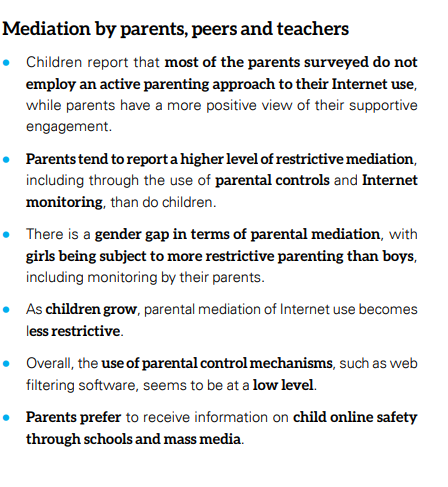 Mediation by parents, peers and teachers
• Children report that most of the parents surveyed do not
employ an active parenting approach to their Internet use,
while parents have a more positive view of their supportive
engagement.
• Parents tend to report a higher level of restrictive mediation,
including through the use of parental controls and Internet
monitoring, than do children.
• There is a gender gap in terms of parental mediation, with
girls being subject to more restrictive parenting than boys,
including monitoring by their parents.
• As children grow, parental mediation of Internet use becomes
less restrictive.
• Overall, the use of parental control mechanisms, such as web
filtering software, seems to be at a low level.
• Parents prefer to receive information on child online safety
through schools and mass media.